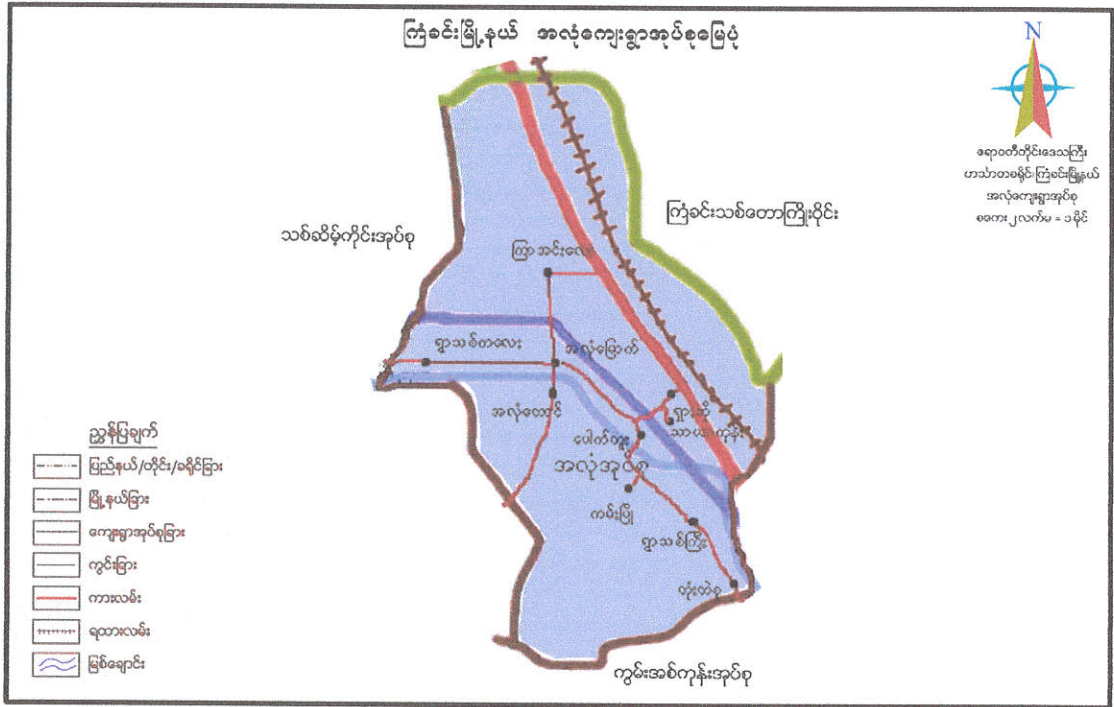 ကြံခင်းမြို့နယ် အလုံကျေးရွာအုပ်စုမြေပုံ
N
ဧရာဝတီတိုင်းဒေသကြီး
ဟင်္သာတခရိုင်၊ကြံခင်းမြို့နယ်
အလုံကျေးရွာအုပ်စု
စကေး ၂ လက်မ = ၁ မိုင်
ကြံခင်းသစ်တောကြိုးဝိုင်း
သစ်ဆိမ့်ကိုင်းအုပ်စု
ကြာအင်းလေး
ရွာသစ်ကလေး
အလုံမြောက်
အလုံတောင်
ရှားစု
သာယာကုန်း
ပေါက်တူး
အလုံအုပ်စု
ကမ်းပြို
ရွာသစ်ကြီး
တုံးတဲစု
ကွမ်းအစ်ကုန်းအုပ်စု
ညွှန်ပြချက်
ပြည်နယ်/တိုင်း/ခရိုင်ခြား
မြို့နယ်ခြား
ကျေးရွာအုပ်စုခြား
ကွင်းခြား
ကားလမ်း
ရထားလမ်း
မြစ်ချောင်း